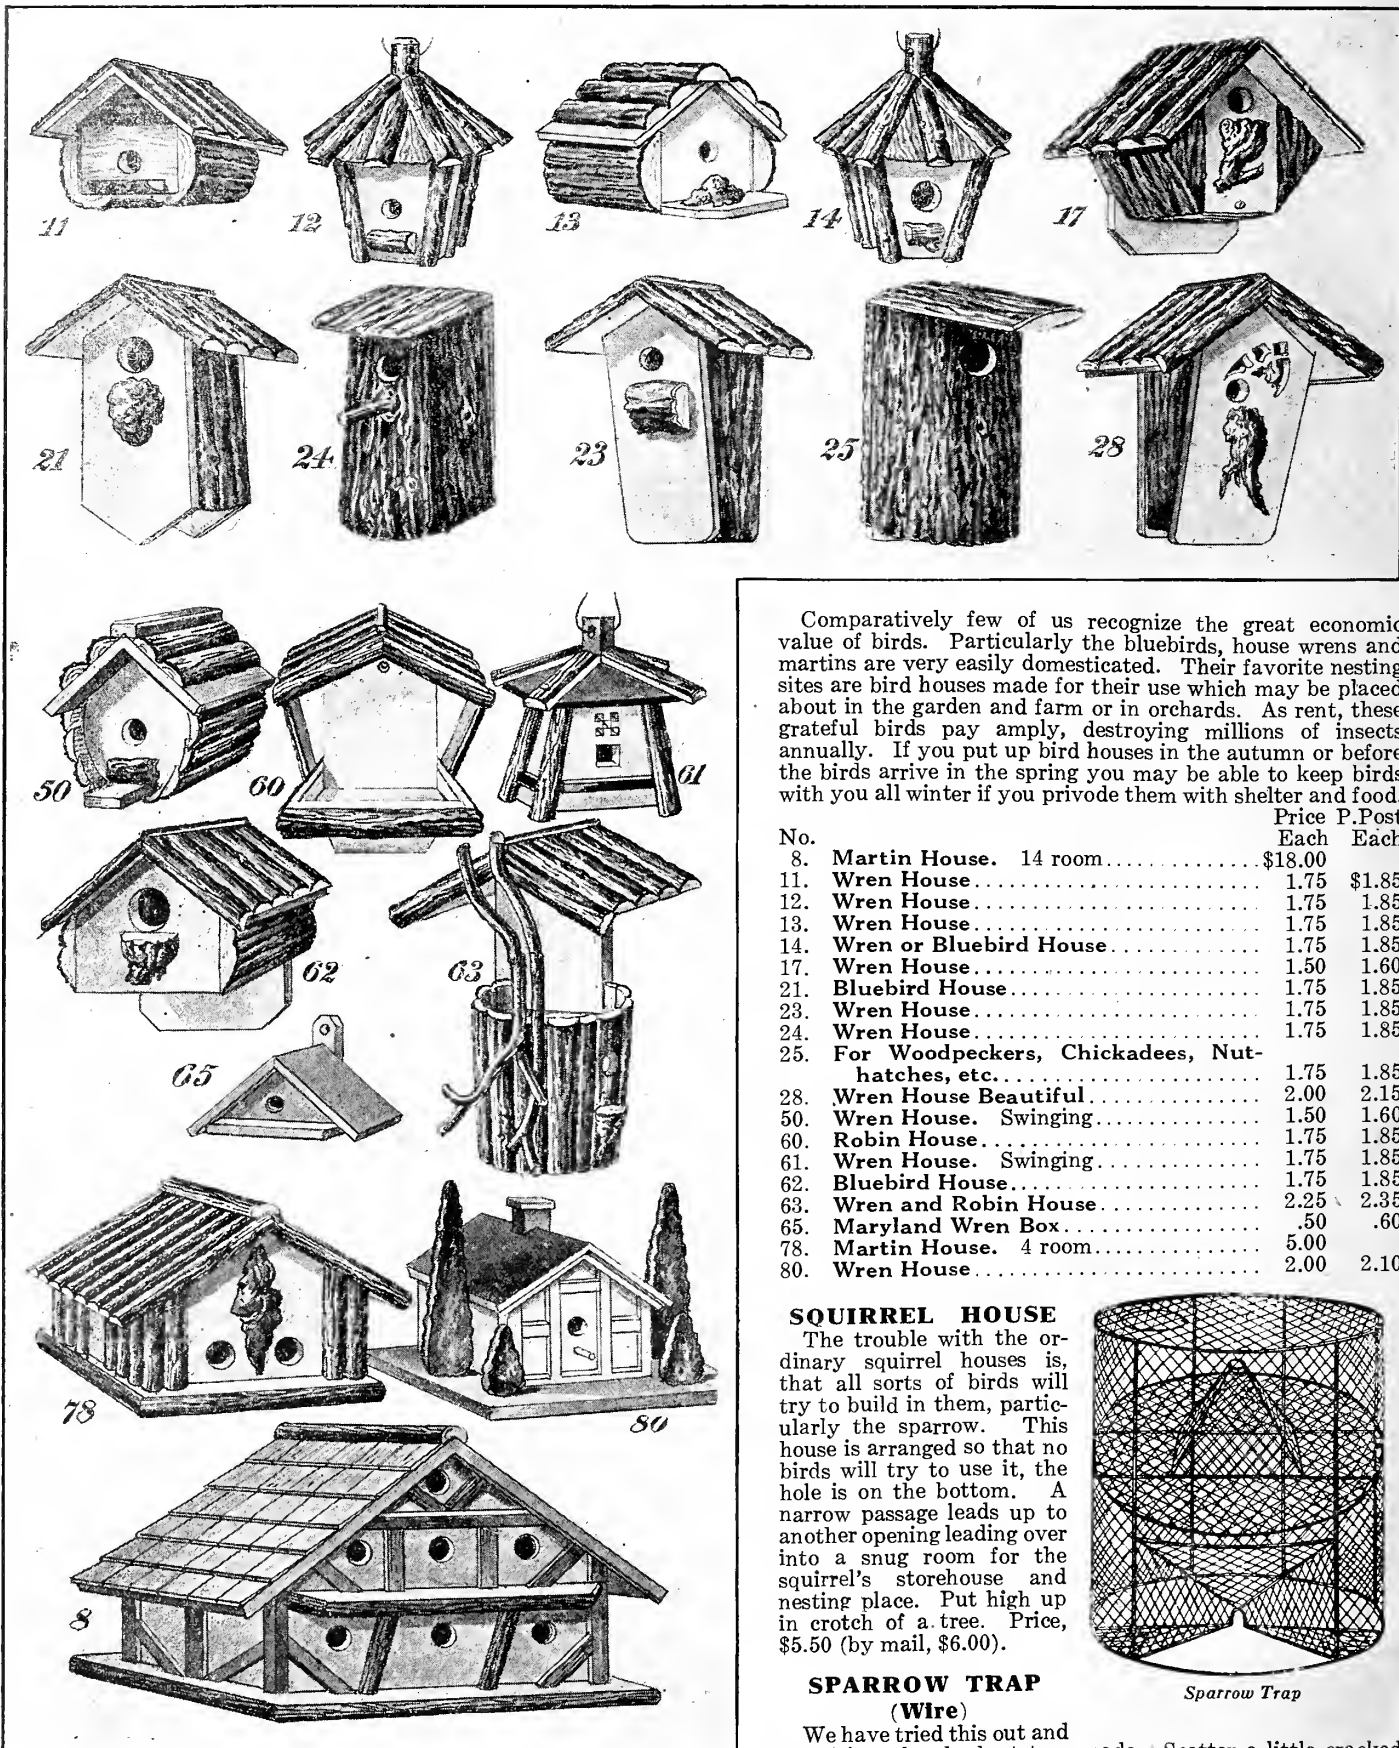 11
12
13
14
17
21
24
23
25
28
50
60
61
62
63
65
78
80
8
Comparatively few of us recognize the great economic
value of birds. Particularly the bluebirds, house wrens and
martins are very easily domesticated. Their favorite nesting
sites are bird houses made for their use which may be placed
about in the garden and farm or in orchards. As rent, these
grateful birds pay amply, destroying millions of insects
annually. If you put up bird houses in the autumn or before
the birds arrive in the spring you may be able to keep birds
with you all winter if you privode them with shelter and food.
Price P.Post
No. Each Each
8. Martin House. 14 room.............$18.00
11. Wren House......................... 1.75 $1.85
12. Wren House......................... 1.75 1.85
13. Wren House......................... 1.75 1.85
14. Wren or Bluebird House............. 1.75 1.85
17. Wren House......................... 1.50 1.60
21. Bluebird House...................... 1.75 1.85
23. Wren House......................... 1.75 1.85
24. Wren House......................... 1.75 1.85
25. For Woodpeckers, Chickadees, Nut-
hatches, etc....................... 1.75 1.85
28. Wren House Beautiful............... 2.00 2.15
50. Wren House. Swinging............... 1.50 1.60
60. Robin House........................ 1.75 1.85
61. Wren House. Swinging............... 1.75 1.85
62. Bluebird House...................... 1.75 1.85
63. Wren and Robin House.............. 2.25 2.35
65. Maryland Wren Box................. .50 .60
78. Martin House. 4 room............... 5.00
80. Wren House......................... 2.00 2.10
SQUIRREL HOUSE
The trouble with the or-
dinary squirrel houses is,
that all sorts of birds will
try to build in them, partic-
ularly the sparrow. This
house is arranged so that no
birds will try to use it, the
hole is on the bottom. A
narrow passage leads up to
another opening leading over
into a snug room for the
squirrel's storehouse and
nesting place. Put high up
in crotch of a tree. Price,
$5.50 (by mail, $6.00).
Sparrow Trap
SPARROW TRAP
(Wire)
We have tried this out and